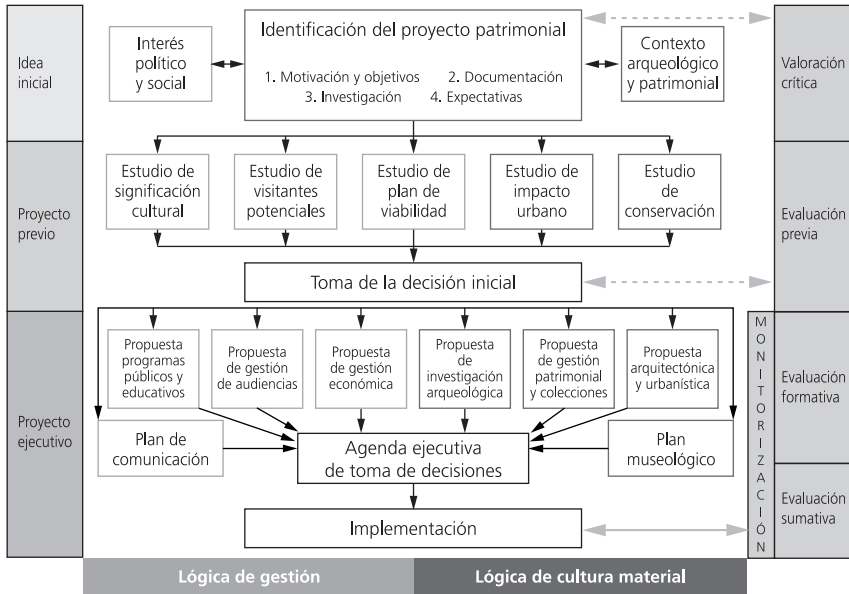 Idea
inicial
Interés
político
y social
Identificación del proyecto patrimonial
1. Motivación y objetivos 2. Documentación
3. Investigación 4. Expectativas
Contexto
arqueológico
y patrimonial
Valoración
crítica
Proyecto
previo
Estudio de
significación
cultural
Estudio de
visitantes
potenciales
Estudio de
plan de
viabilidad
Estudio de
impacto
urbano
Estudio
de
conservación
Evaluación
previa
Toma de la decisión inicial
Proyecto
ejecutivo
Propuesta
programas
públicos y
educativos
Propuesta
de gestión
de audiencias
Propuesta
de gestión
económica
Propuesta
de
investigación
arqueológica
Propuesta
de gestión
patrimonial
y colecciones
Propuesta
arquitectónica
y urbanística
MONITORIZACIÓN
Evaluación
formativa
Plan de
comunicación
Agenda ejecutiva
de toma de decisiones
Plan
museológico
Evaluación
sumativa
Implementación
Lógica de gestión
Lógica de cultura material